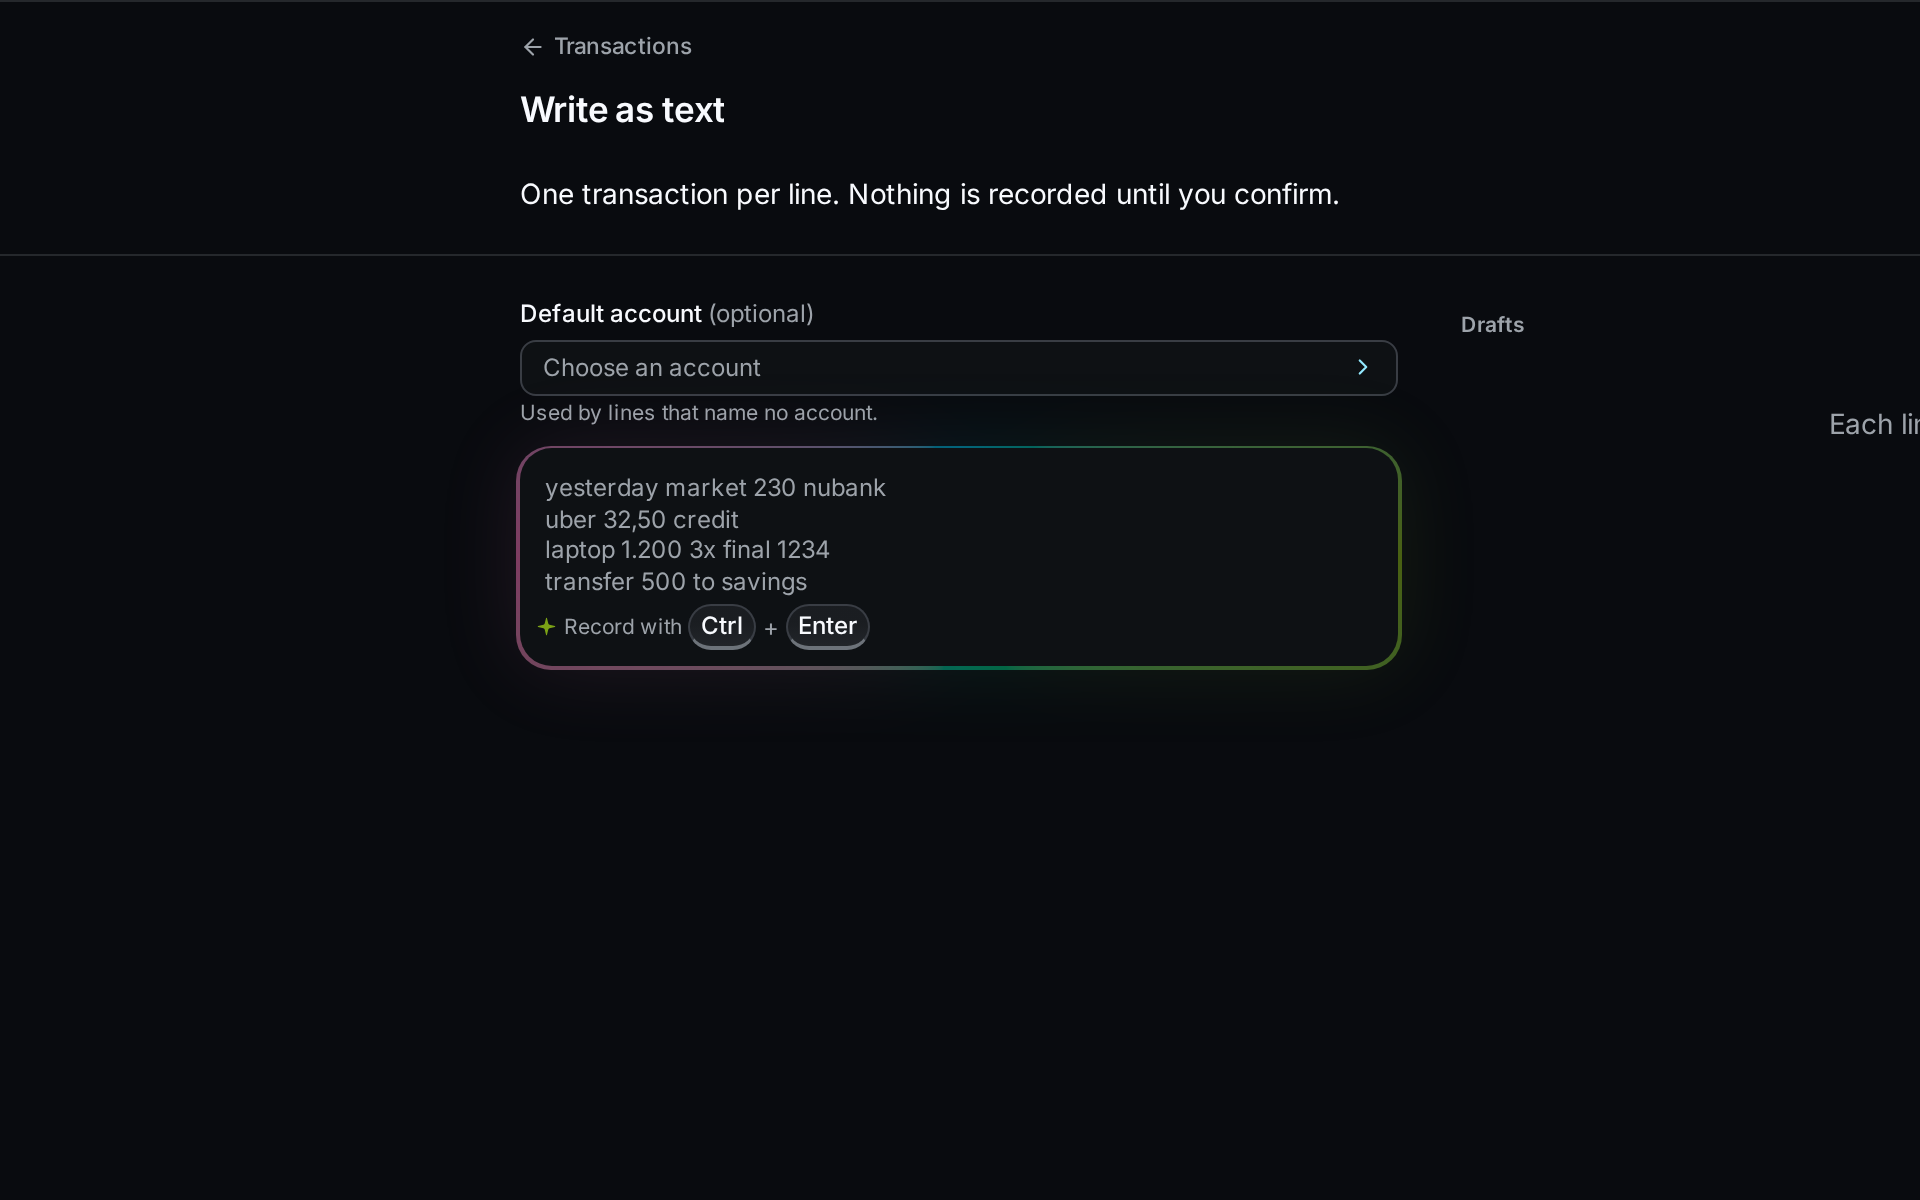 Transactions
Write as text
One transaction per line. Nothing is recorded until you confirm.
Default account (optional)
Choose an account
Used by lines that name no account.
yesterday market 230 nubank
uber 32,50 credit
laptop 1.200 3x final 1234
transfer 500 to savings
Record with Ctrl + Enter
Drafts
Each